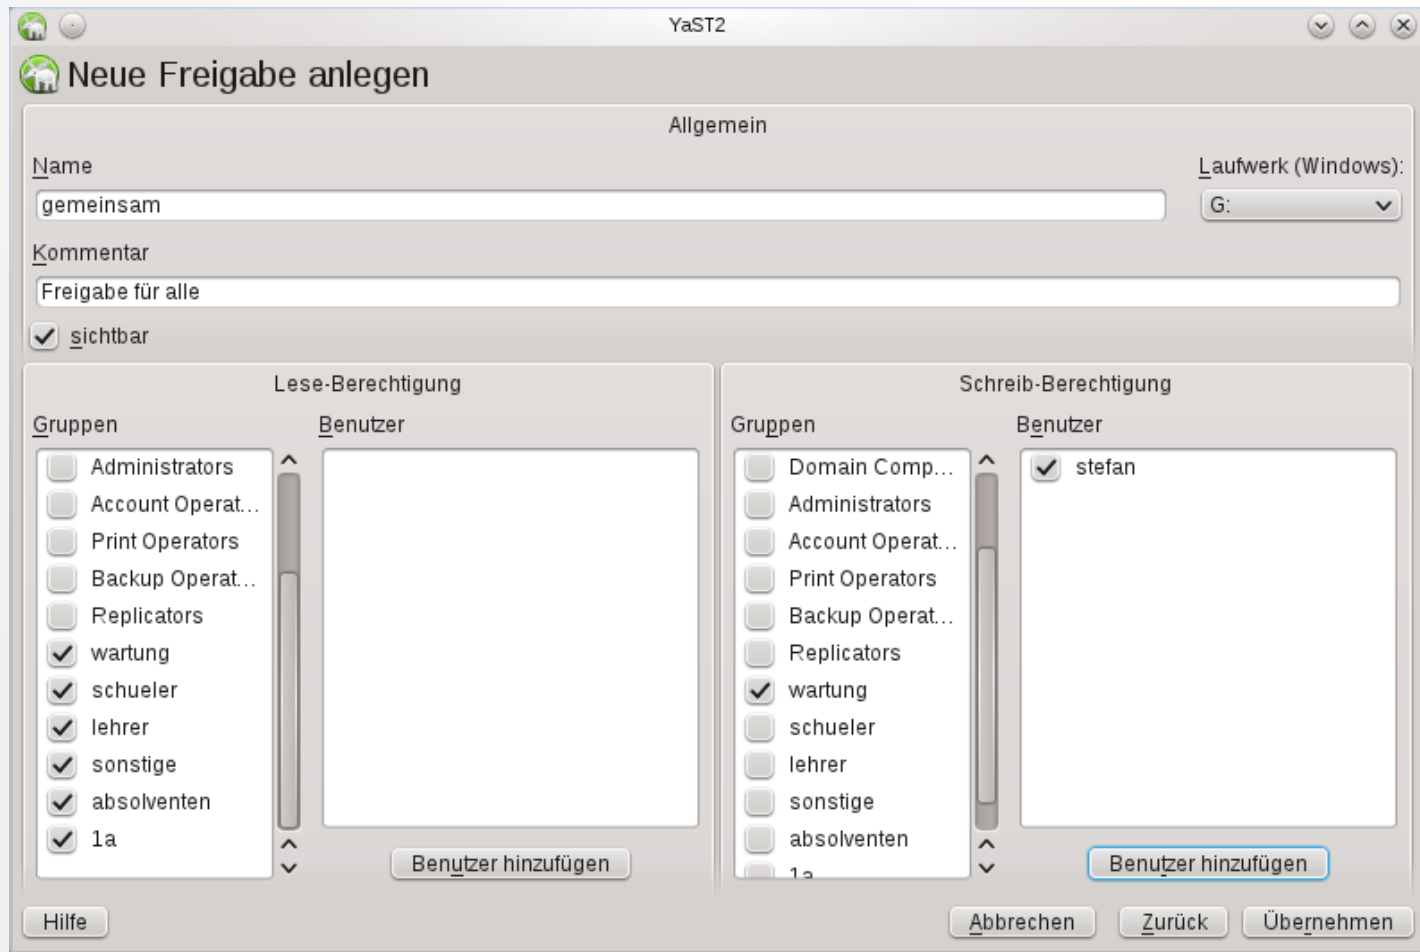 YaST2
Neue Freigabe anlegen
Allgemein
Name
Laufwerk (Windows):
gemeinsam
G:
Kommentar
Freigabe für alle
sichtbar
Lese-Berechtigung
Gruppen
Benutzer
Administrators
Account Operat...
Print Operators
Backup Operat...
Replicators
wartung
schueler
lehrer
sonstige
absolventen
1a
Benutzer hinzufügen
Schreib-Berechtigung
Gruppen
Benutzer
Domain Comp...
Administrators
Account Operat...
Print Operators
Backup Operat...
Replicators
wartung
schueler
lehrer
sonstige
absolventen
1a
stefan
Benutzer hinzufügen
Hilfe
Abbrechen
Zurück
Übernehmen